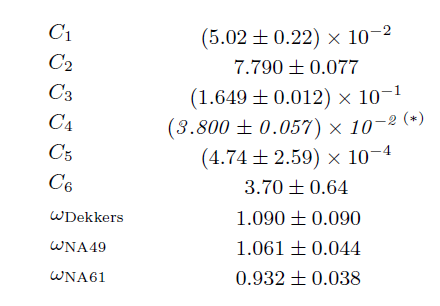 C₁ (5.02 ± 0.22) × 10⁻²
C₂ 7.790 ± 0.077
C₃ (1.649 ± 0.012) × 10⁻¹
C₄ (3.800 ± 0.057) × 10⁻² (*)
C₅ (4.74 ± 2.59) × 10⁻⁴
C₆ 3.70 ± 0.64
ωDekkers 1.090 ± 0.090
ωNA49 1.061 ± 0.044
ωNA61 0.932 ± 0.038